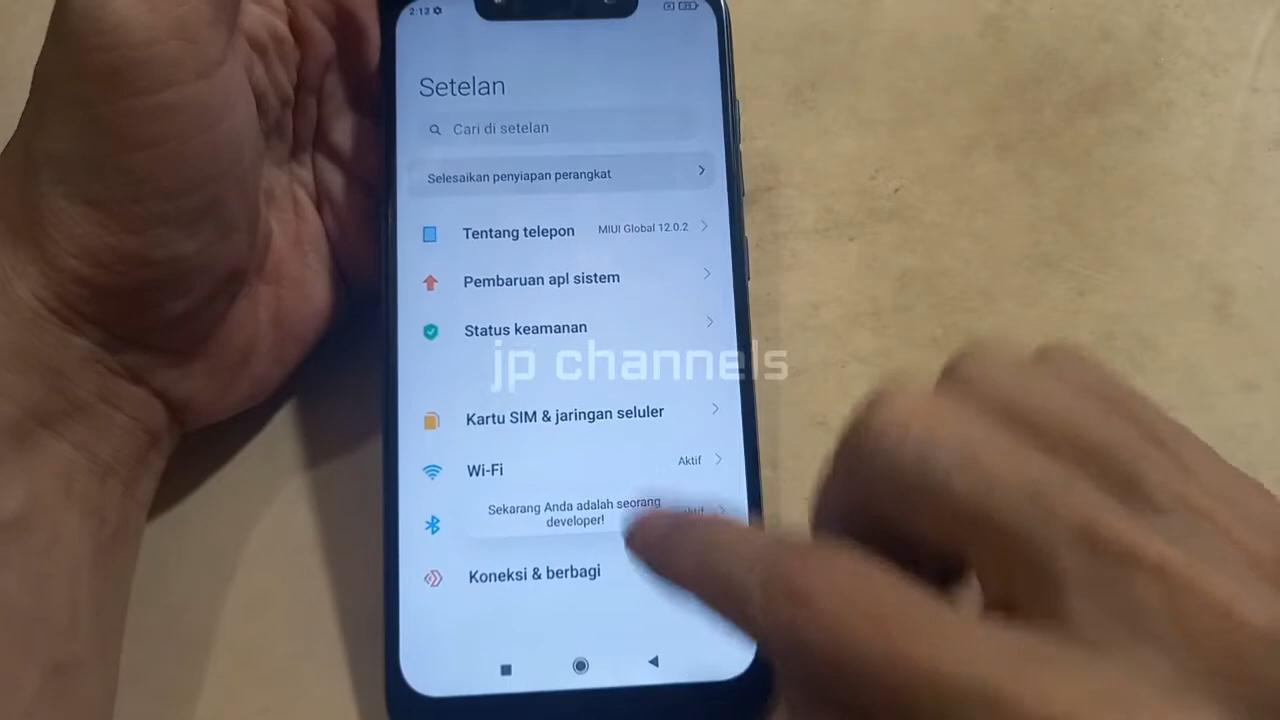 2:13
Setelan
Cari di setelan
Selesaikan penyiapan perangkat
Tentang telepon MIUI Global 12.0.2
Pembaruan apl sistem
Status keamanan
jp channels
Kartu SIM & jaringan seluler
Wi-Fi Aktif
Sekarang Anda adalah seorang
developer!
Koneksi & berbagi